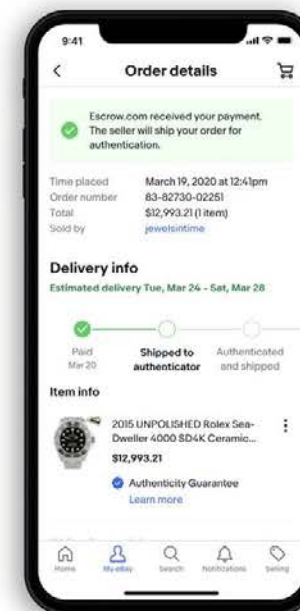 9:41
Order details
Escrow.com received your payment.
The seller will ship your order for
authentication.
Time placed March 19, 2020 at 12:41pm
Order number 83-82730-02251
Total $12,993.21 (1 item)
Sold by jewelsintime
Delivery info
Estimated delivery Tue, Mar 24 - Sat, Mar 28
Paid Shipped to Authenticated
Mar 20 authenticator and shipped
Item info
2015 UNPOLISHED Rolex Sea-
Dweller 4000 SD4K Ceramic...
$12,993.21
Authenticity Guarantee
Learn more
Home My eBay Search Notifications Selling